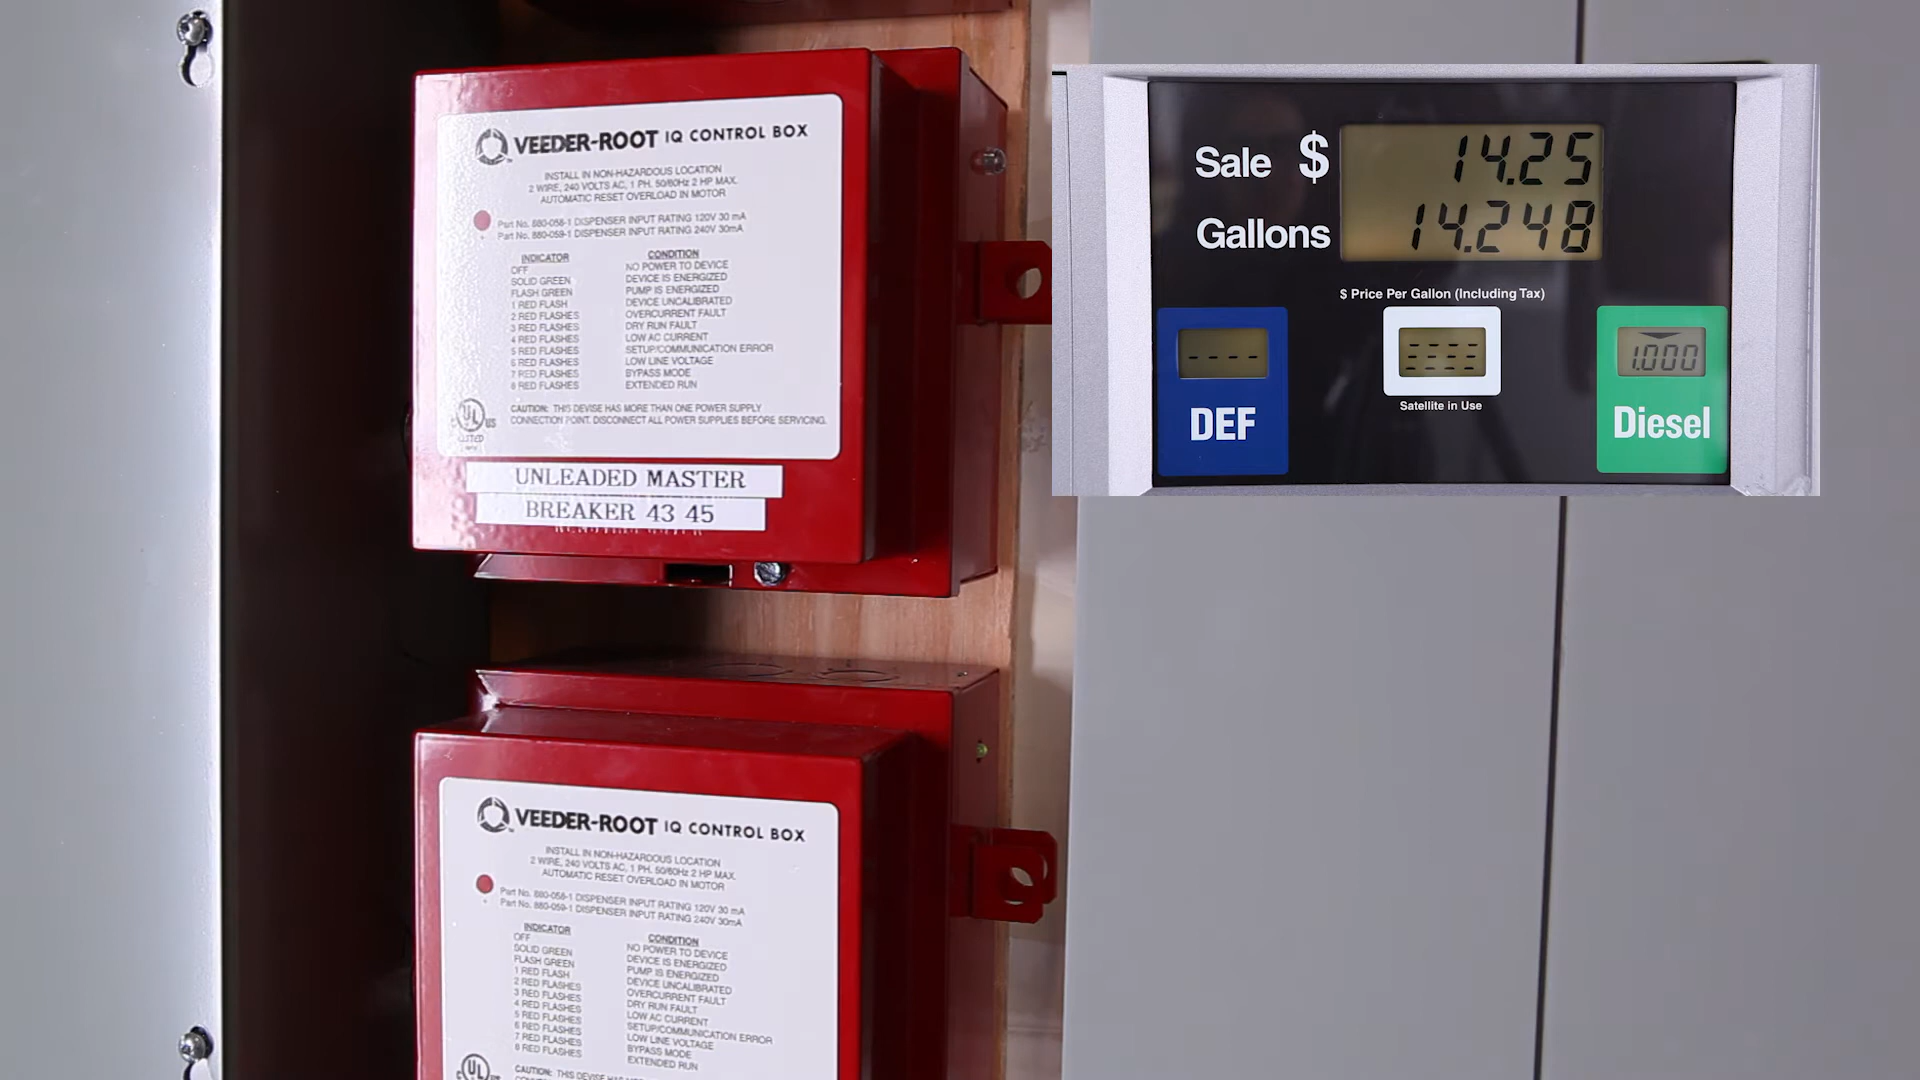 VEEDER-ROOT IQ CONTROL BOX
INSTALL IN NON-HAZARDOUS LOCATION
2 WIRE, 240 VOLTS AC, 1 PH. 50/60Hz 2 HP MAX.
AUTOMATIC RESET OVERLOAD IN MOTOR
Part No. 880-058-1 DISPENSER INPUT RATING 120V 30 mA
Part No. 880-059-1 DISPENSER INPUT RATING 240V 30mA
INDICATOR CONDITION
OFF NO POWER TO DEVICE
SOLID GREEN DEVICE IS ENERGIZED
FLASH GREEN PUMP IS ENERGIZED
1 RED FLASH DEVICE UNCALIBRATED
2 RED FLASHES OVERCURRENT FAULT
3 RED FLASHES DRY RUN FAULT
4 RED FLASHES LOW AC CURRENT
5 RED FLASHES SETUP/COMMUNICATION ERROR
6 RED FLASHES LOW LINE VOLTAGE
7 RED FLASHES BYPASS MODE
8 RED FLASHES EXTENDED RUN
CAUTION: THIS DEVISE HAS MORE THAN ONE POWER SUPPLY
CONNECTION POINT. DISCONNECT ALL POWER SUPPLIES BEFORE SERVICING.
UL US
LISTED
UNLEADED MASTER
BREAKER 43 45
Sale $ 14.25
Gallons 14.248
$ Price Per Gallon (Including Tax)
- - - -
1.000
DEF
Satellite in Use
Diesel
VEEDER-ROOT IQ CONTROL BOX
INSTALL IN NON-HAZARDOUS LOCATION
2 WIRE, 240 VOLTS AC, 1 PH. 50/60Hz 2 HP MAX.
AUTOMATIC RESET OVERLOAD IN MOTOR
Part No. 880-058-1 DISPENSER INPUT RATING 120V 30 mA
Part No. 880-059-1 DISPENSER INPUT RATING 240V 30mA
INDICATOR CONDITION
OFF NO POWER TO DEVICE
SOLID GREEN DEVICE IS ENERGIZED
FLASH GREEN PUMP IS ENERGIZED
1 RED FLASH DEVICE UNCALIBRATED
2 RED FLASHES OVERCURRENT FAULT
3 RED FLASHES DRY RUN FAULT
4 RED FLASHES LOW AC CURRENT
5 RED FLASHES SETUP/COMMUNICATION ERROR
6 RED FLASHES LOW LINE VOLTAGE
7 RED FLASHES BYPASS MODE
8 RED FLASHES EXTENDED RUN
UL
CAUTION: THIS DEVISE HAS